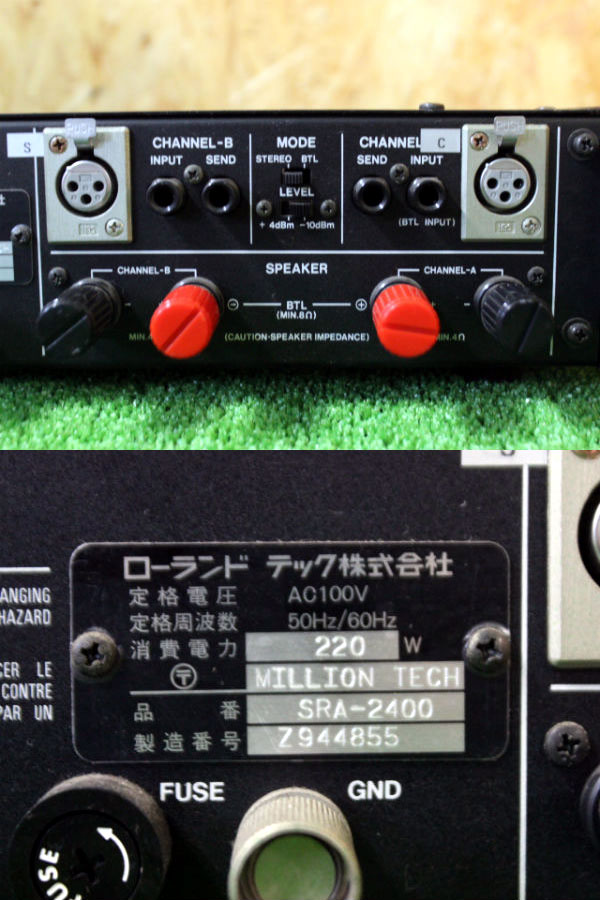 S
PUSH
CHANNEL-B
INPUT SEND
MODE
STEREO BTL
LEVEL
+4dBm -10dBm
CHANNEL
C
SEND INPUT
(BTL INPUT)
PUSH
CHANNEL-B
SPEAKER
CHANNEL-A
BTL
(MIN.8Ω)
MIN.4
(CAUTION-SPEAKER IMPEDANCE)
MIN.4Ω
ANGING
HAZARD
CER LE
CONTRE
PAR UN
ローランド テック株式会社
定格電圧 AC100V
定格周波数 50Hz/60Hz
消費電力 220 W
〒 MILLION TECH
品番 SRA-2400
製造番号 Z944855
FUSE
GND
FUSE